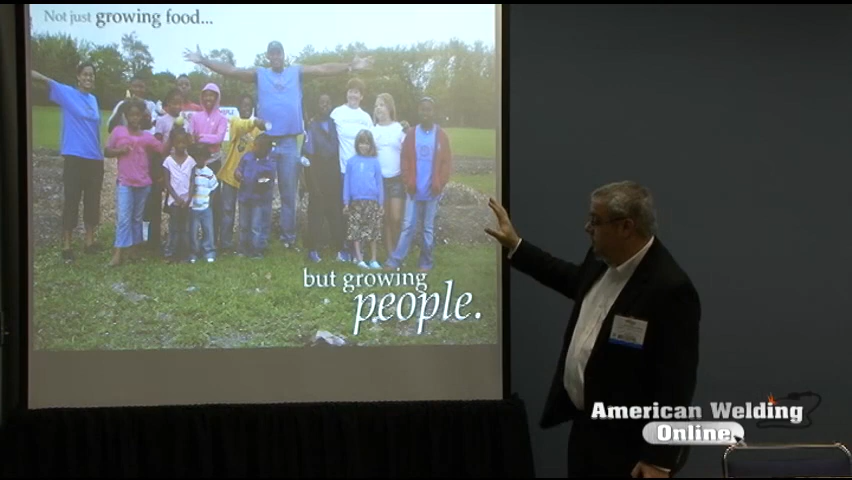 Not just growing food...
but growing
people.
American Welding
Online